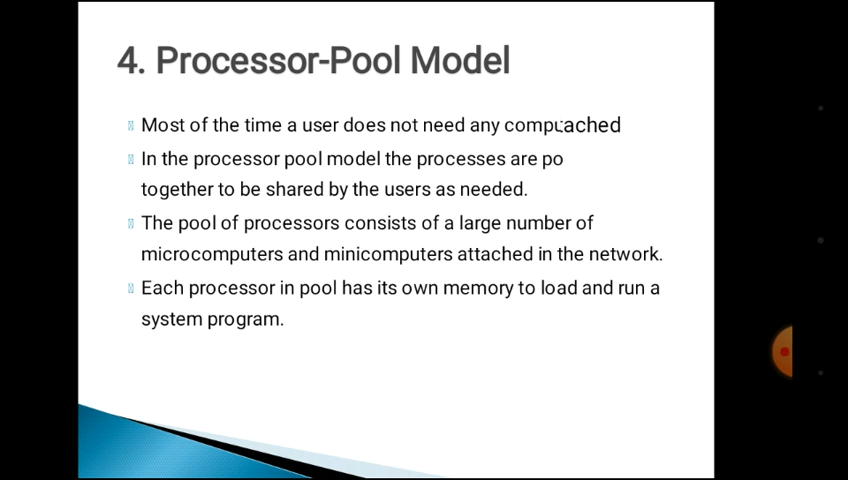 4. Processor-Pool Model
Most of the time a user does not need any compuached
In the processor pool model the processes are po
together to be shared by the users as needed.
The pool of processors consists of a large number of
microcomputers and minicomputers attached in the network.
Each processor in pool has its own memory to load and run a
system program.